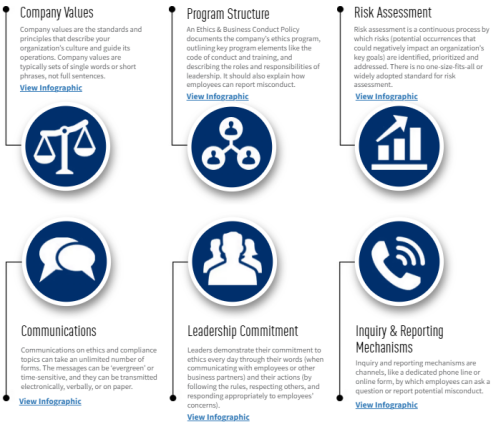 Company Values
Company values are the standards and
principles that describe your
organization's culture and guide its
operations. Company values are
typically sets of single words or short
phrases, not full sentences.
View Infographic
Program Structure
An Ethics & Business Conduct Policy
documents the company's ethics program,
outlining key program elements like the
code of conduct and training, and
describing the roles and responsibilities of
leadership. It should also explain how
employees can report misconduct.
View Infographic
Risk Assessment
Risk assessment is a continuous process by
which risks (potential occurrences that
could negatively impact an organization's
key goals) are identified, prioritized and
addressed. There is no one-size-fits-all or
widely adopted standard for risk
assessment.
View Infographic
Communications
Communications on ethics and compliance
topics can take an unlimited number of
forms. The messages can be 'evergreen' or
time-sensitive, and they can be transmitted
electronically, verbally, or on paper.
View Infographic
Leadership Commitment
Leaders demonstrate their commitment to
ethics every day through their words (when
communicating with employees or other
business partners) and their actions (by
following the rules, respecting others, and
responding appropriately to employees'
concerns).
View Infographic
Inquiry & Reporting
Mechanisms
Inquiry and reporting mechanisms are
channels, like a dedicated phone line or
online form, by which employees can ask a
question or report potential misconduct.
View Infographic